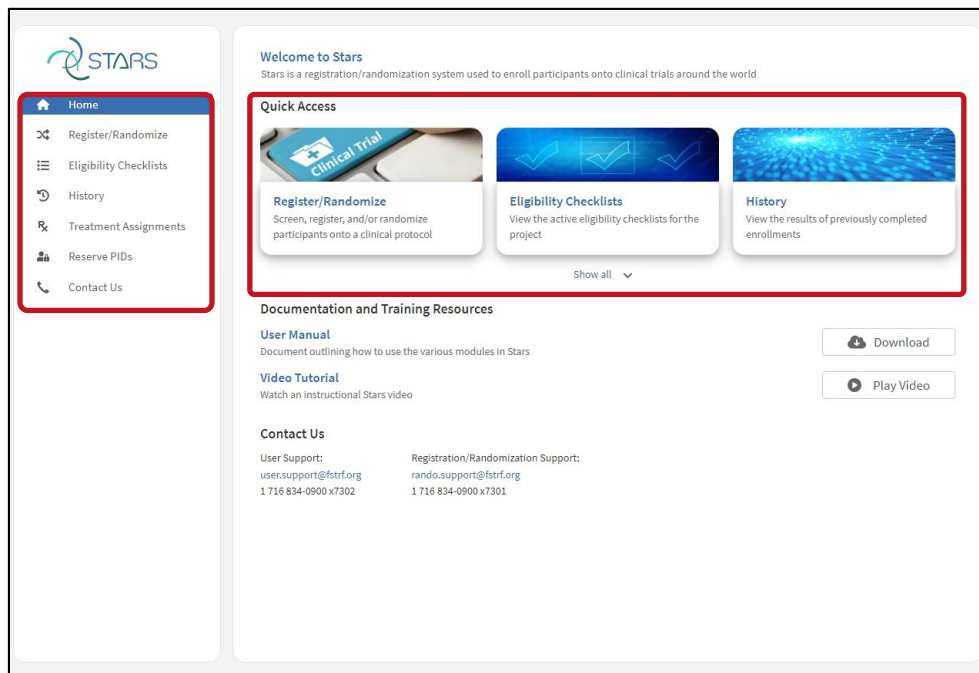 STARS
Home
Register/Randomize
Eligibility Checklists
History
Treatment Assignments
Reserve PIDs
Contact Us
Welcome to Stars
Stars is a registration/randomization system used to enroll participants onto clinical trials around the world
Quick Access
Clinical Trial
Register/Randomize
Screen, register, and/or randomize
participants onto a clinical protocol
Eligibility Checklists
View the active eligibility checklists for the
project
History
View the results of previously completed
enrollments
Show all
Documentation and Training Resources
User Manual
Document outlining how to use the various modules in Stars
Download
Video Tutorial
Watch an instructional Stars video
Play Video
Contact Us
User Support:
user.support@fstrf.org
1 716 834-0900 x7302
Registration/Randomization Support:
rando.support@fstrf.org
1 716 834-0900 x7301